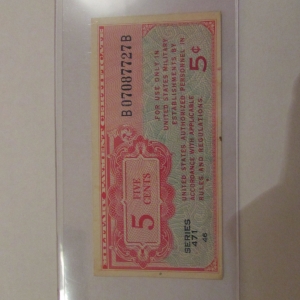 B07087727B
5¢
FOR USE ONLY IN
UNITED STATES MILITARY
ESTABLISHMENTS BY
UNITED STATES AUTHORIZED PERSONNEL IN
ACCORDANCE WITH APPLICABLE
RULES AND REGULATIONS
FIVE
5
CENTS
SERIES
471